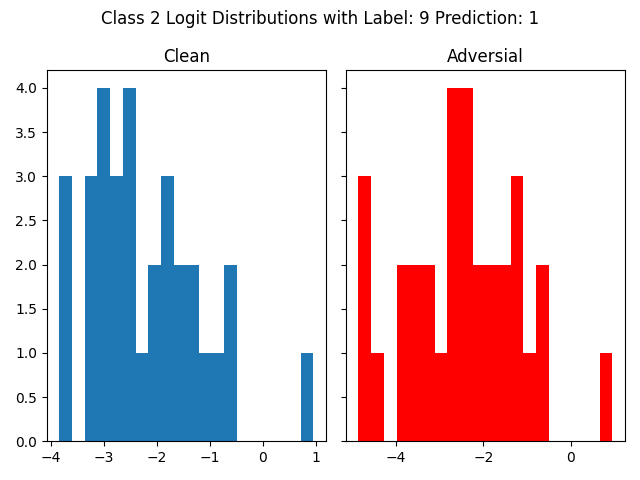 Class 2 Logit Distributions with Label: 9 Prediction: 1
Clean
Adversial
4.0
3.5
3.0
2.5
2.0
1.5
1.0
0.5
0.0
−4 −3 −2 −1 0 1
−4 −2 0